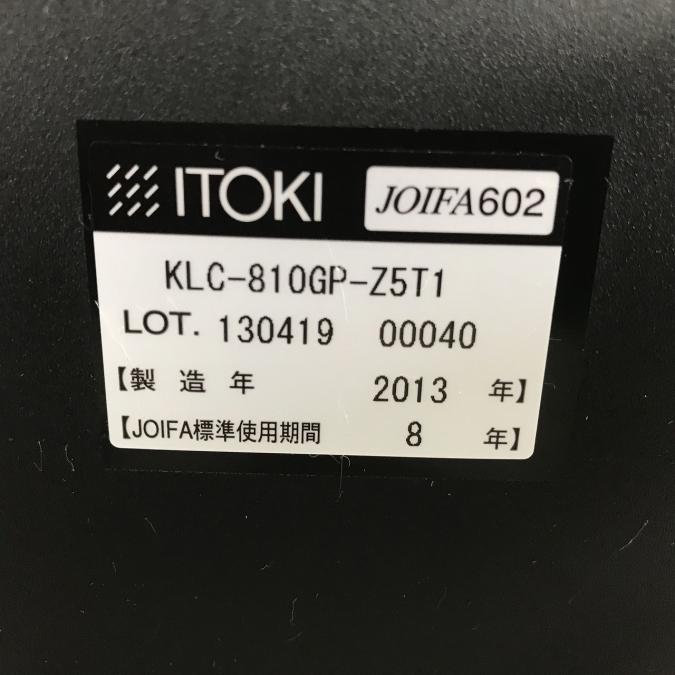 ITOKI JOIFA602
KLC-810GP-Z5T1
LOT. 130419 00040
【製 造 年 2013 年】
【JOIFA標準使用期間 8 年】